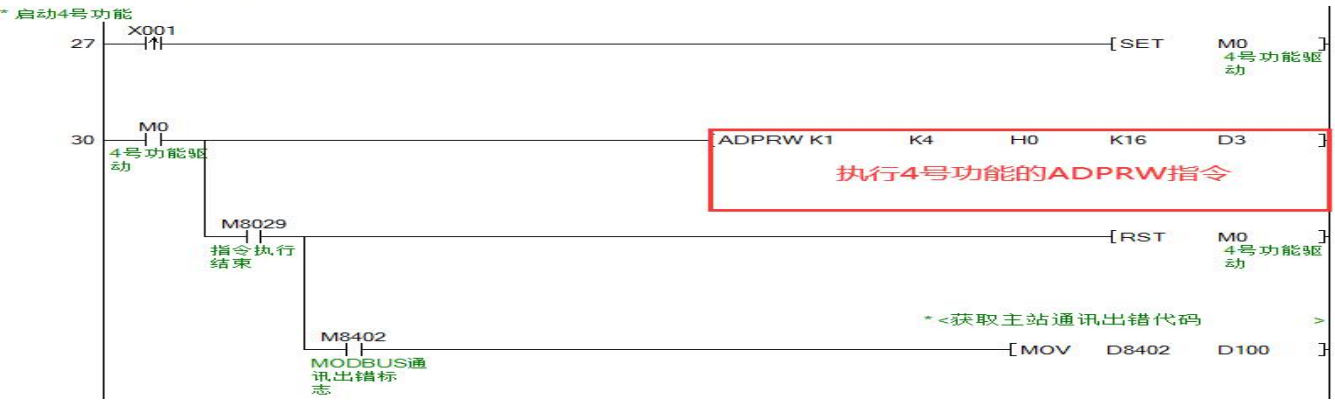 * 启动4号功能
X001
27
[SET M0 ]
4号功能驱
动
M0
30
[ADPRW K1 K4 H0 K16 D3 ]
4号功能驱
动
执行4号功能的ADPRW指令
M8029
[RST M0 ]
指令执行
结束
4号功能驱
动
*<获取主站通讯出错代码 >
M8402
[MOV D8402 D100 ]
MODBUS通
讯出错标
志